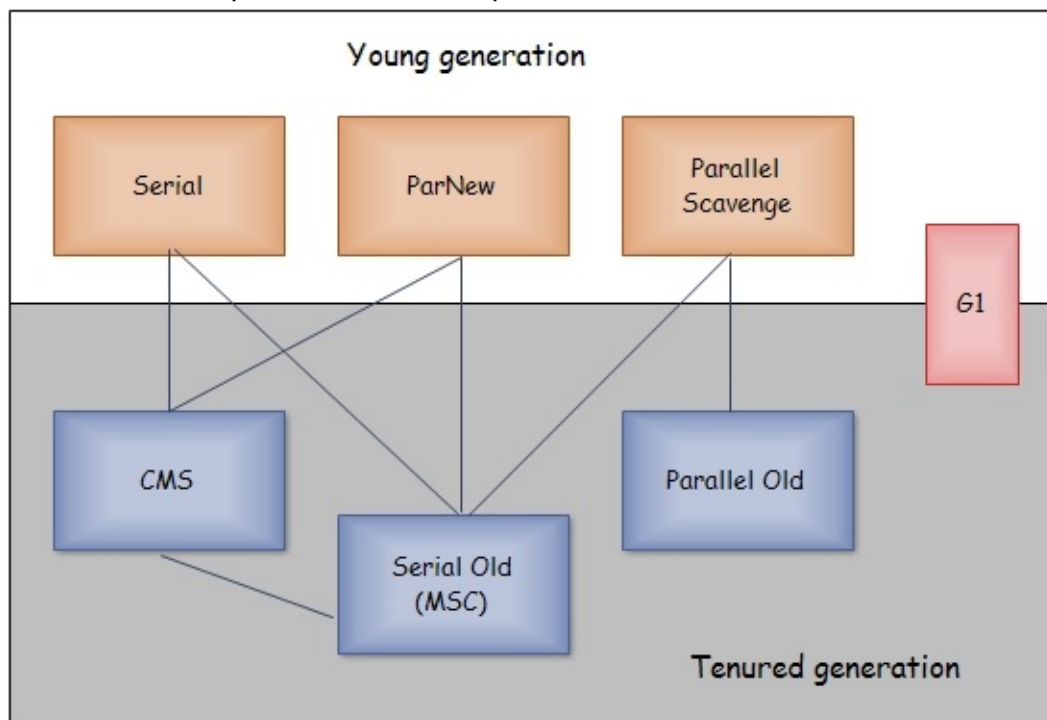 Young generation
Serial
ParNew
Parallel
Scavenge
G1
CMS
Parallel Old
Serial Old
(MSC)
Tenured generation